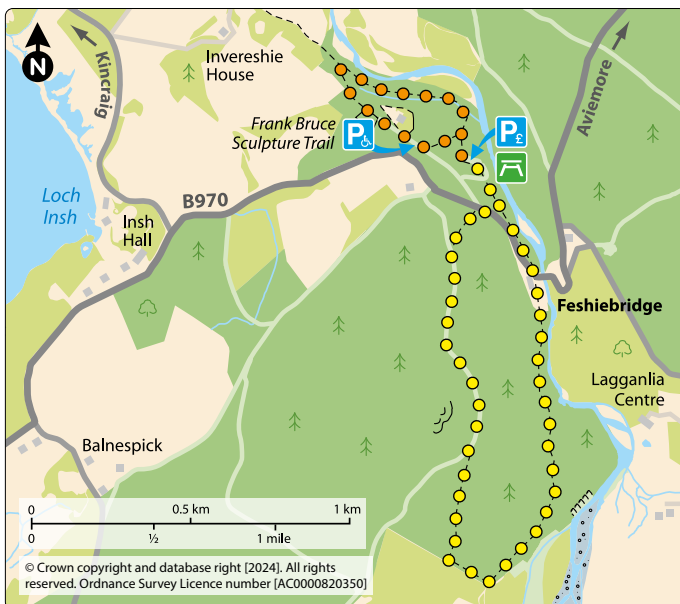 N
Kincraig
Invereshie
House
Aviemore
Frank Bruce
Sculpture Trail
P
P£
Loch
Insh
B970
Insh
Hall
Feshiebridge
Lagganlia
Centre
Balnespick
0 0.5 km 1 km
0 ½ 1 mile
© Crown copyright and database right [2024]. All rights
reserved. Ordnance Survey Licence number [AC0000820350]